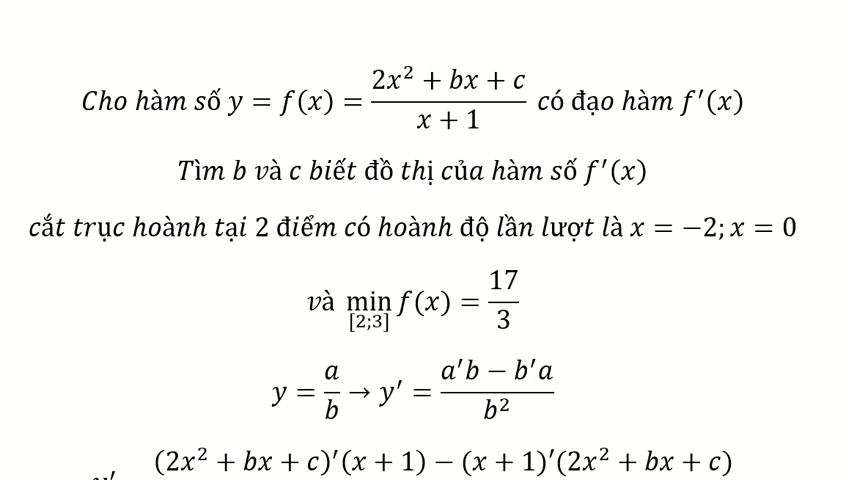 Cho hàm số y = f(x) = (2x² + bx + c)/(x + 1) có đạo hàm f′(x)
Tìm b và c biết đồ thị của hàm số f′(x)
cắt trục hoành tại 2 điểm có hoành độ lần lượt là x = −2; x = 0
và min[2;3] f(x) = 17/3
y = a/b → y′ = (a′b − b′a)/b²
(2x² + bx + c)′(x + 1) − (x + 1)′(2x² + bx + c)